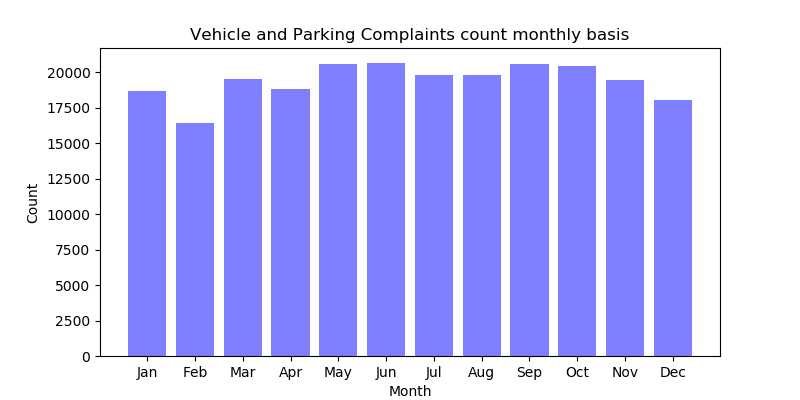 Vehicle and Parking Complaints count monthly basis
20000
17500
15000
12500
10000
7500
5000
2500
0
Count
Jan Feb Mar Apr May Jun Jul Aug Sep Oct Nov Dec
Month